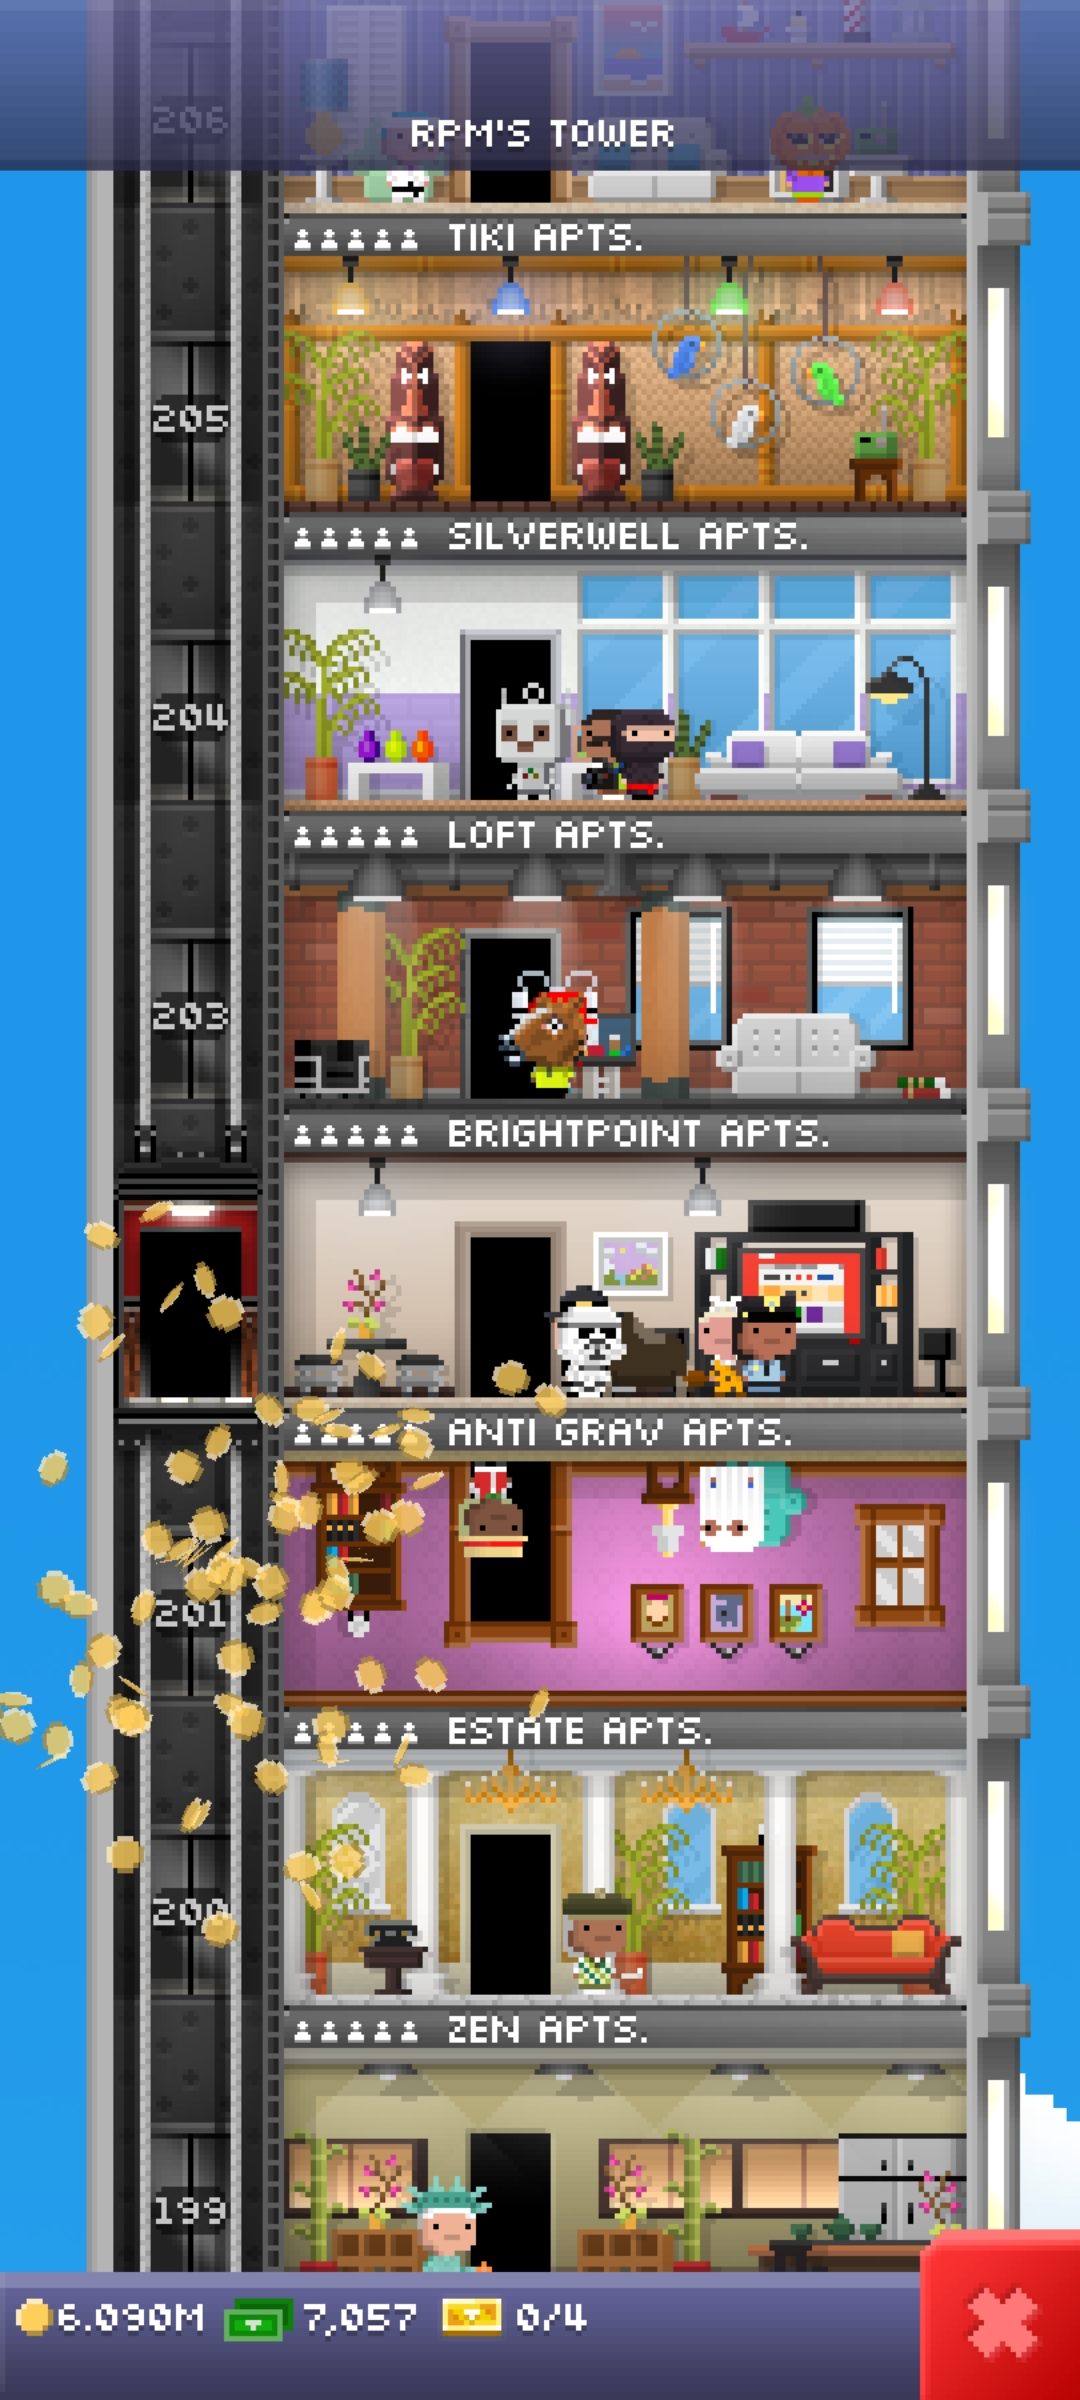 206
RPM'S TOWER
TIKI APTS.
205
SILVERWELL APTS.
204
LOFT APTS.
203
BRIGHTPOINT APTS.
ANTI GRAV APTS.
201
ESTATE APTS.
200
ZEN APTS.
199
6.090M 7,057 0/4